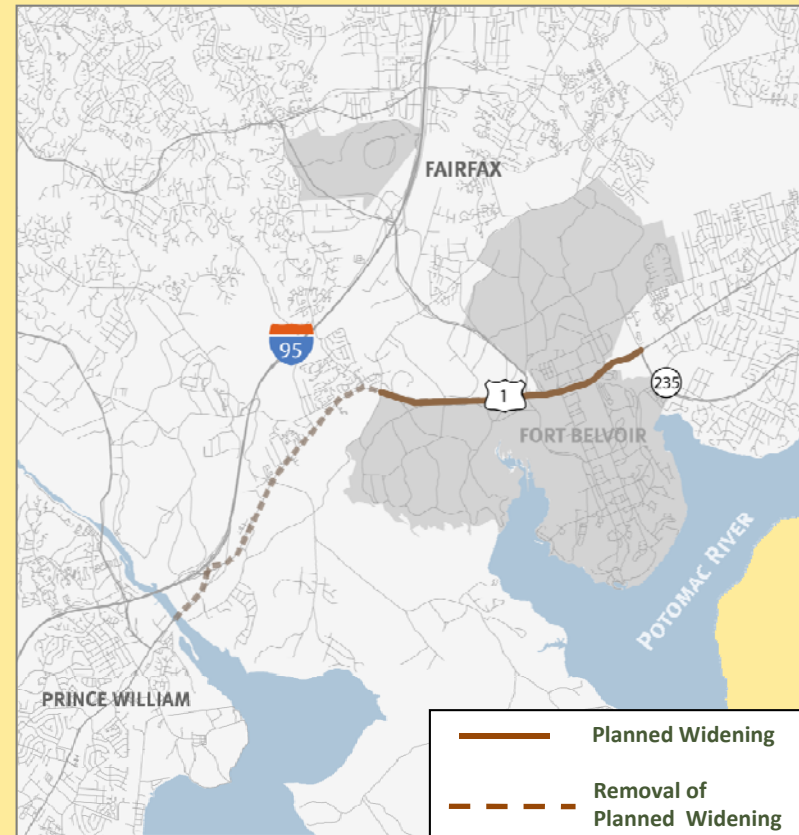 FAIRFAX
95
1
235
FORT BELVOIR
POTOMAC RIVER
PRINCE WILLIAM
Planned Widening
Removal of
Planned Widening